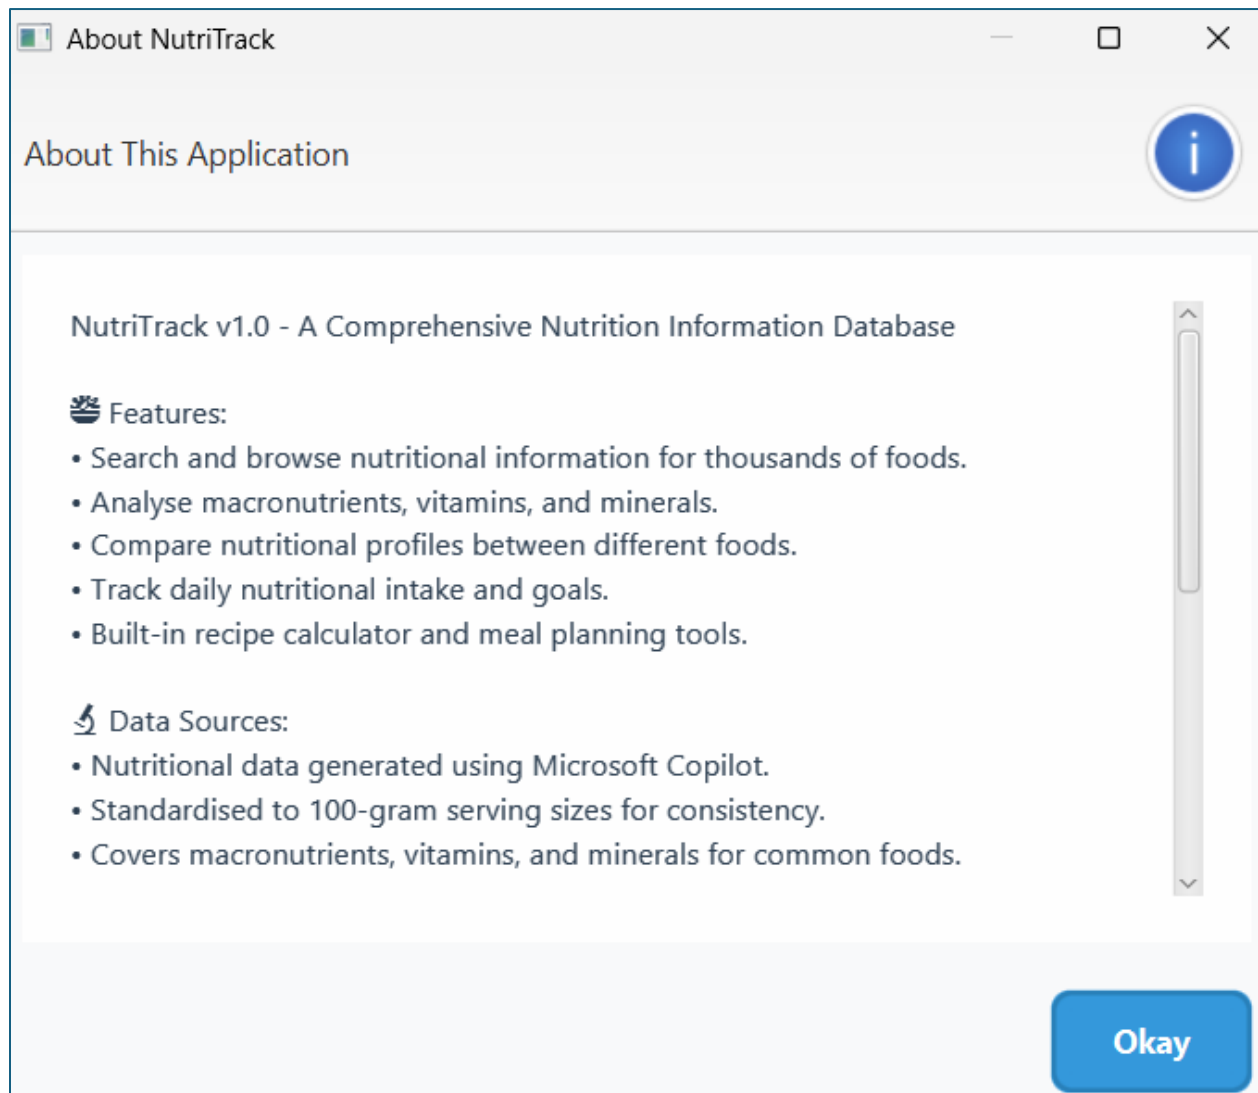 About NutriTrack
About This Application
NutriTrack v1.0 - A Comprehensive Nutrition Information Database
Features:
• Search and browse nutritional information for thousands of foods.
• Analyse macronutrients, vitamins, and minerals.
• Compare nutritional profiles between different foods.
• Track daily nutritional intake and goals.
• Built-in recipe calculator and meal planning tools.
Data Sources:
• Nutritional data generated using Microsoft Copilot.
• Standardised to 100-gram serving sizes for consistency.
• Covers macronutrients, vitamins, and minerals for common foods.
Okay